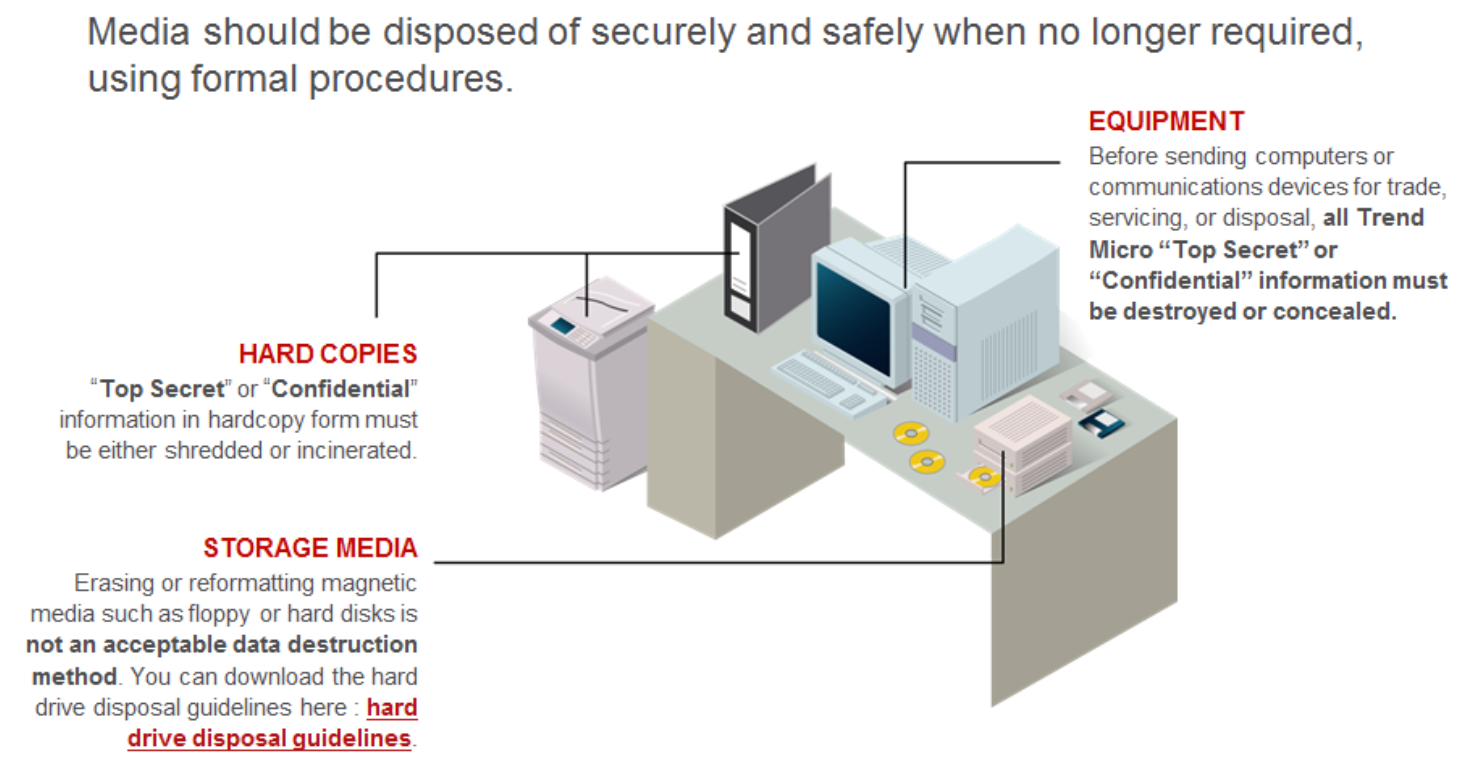 Media should be disposed of securely and safely when no longer required,
using formal procedures.
EQUIPMENT
Before sending computers or
communications devices for trade,
servicing, or disposal, all Trend
Micro “Top Secret” or
“Confidential” information must
be destroyed or concealed.
HARD COPIES
“Top Secret” or “Confidential”
information in hardcopy form must
be either shredded or incinerated.
STORAGE MEDIA
Erasing or reformatting magnetic
media such as floppy or hard disks is
not an acceptable data destruction
method. You can download the hard
drive disposal guidelines here : hard
drive disposal guidelines.